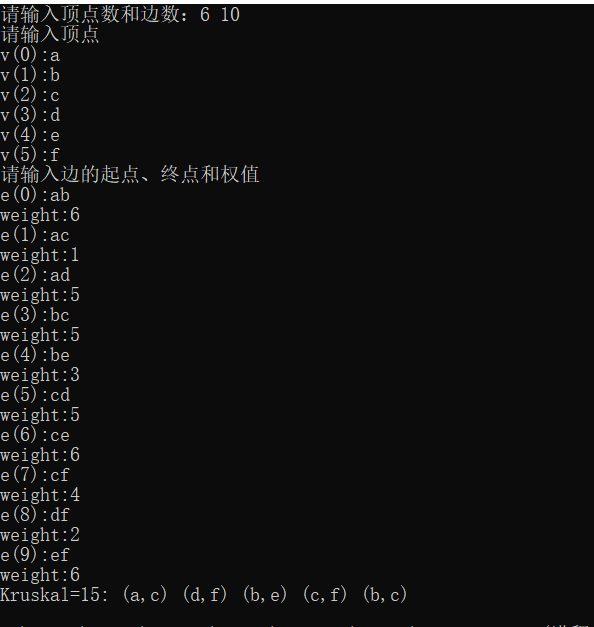 请输入顶点数和边数：6 10
请输入顶点
v(0):a
v(1):b
v(2):c
v(3):d
v(4):e
v(5):f
请输入边的起点、终点和权值
e(0):ab
weight:6
e(1):ac
weight:1
e(2):ad
weight:5
e(3):bc
weight:5
e(4):be
weight:3
e(5):cd
weight:5
e(6):ce
weight:6
e(7):cf
weight:4
e(8):df
weight:2
e(9):ef
weight:6
Kruskal=15: (a,c) (d,f) (b,e) (c,f) (b,c)